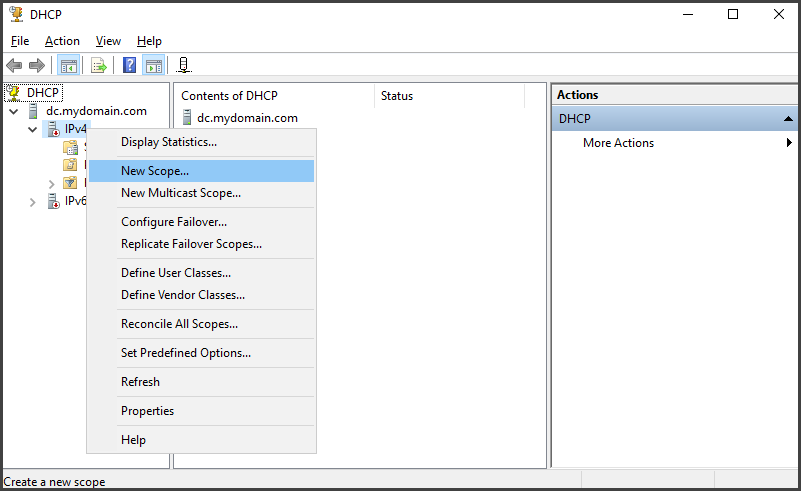 DHCP
File Action View Help
DHCP
dc.mydomain.com
IPv4
IPv6
Contents of DHCP Status
dc.mydomain.com
Display Statistics...
New Scope...
New Multicast Scope...
Configure Failover...
Replicate Failover Scopes...
Define User Classes...
Define Vendor Classes...
Reconcile All Scopes...
Set Predefined Options...
Refresh
Properties
Help
Actions
DHCP
More Actions
Create a new scope